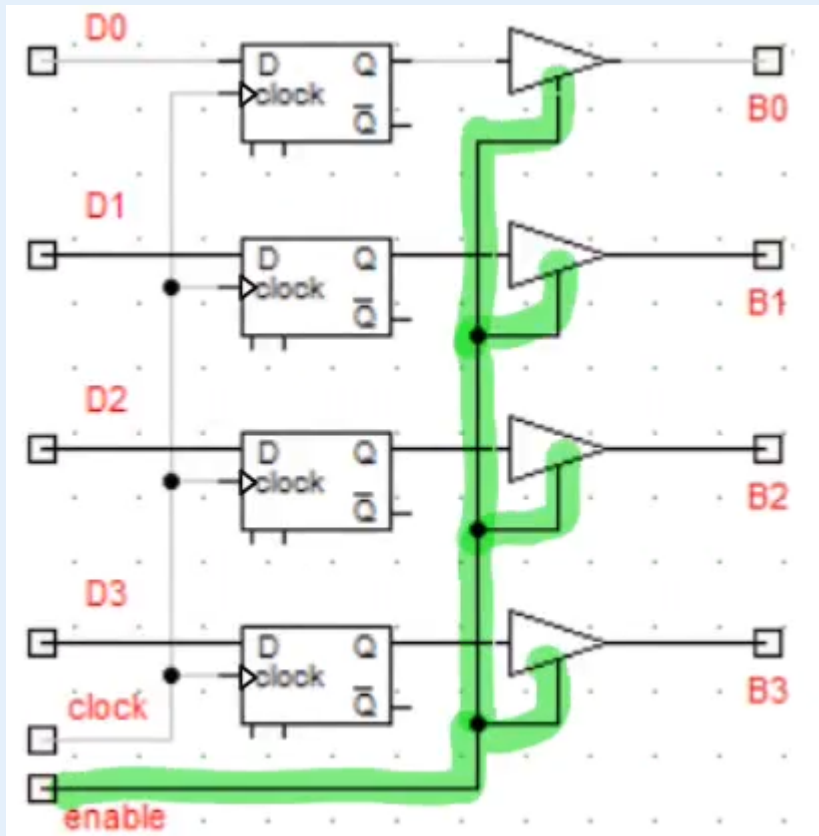 D0
D Q
clock
Q̅
B0
D1
D Q
clock
Q̅
B1
D2
D Q
clock
Q̅
B2
D3
D Q
clock
Q̅
B3
clock
enable